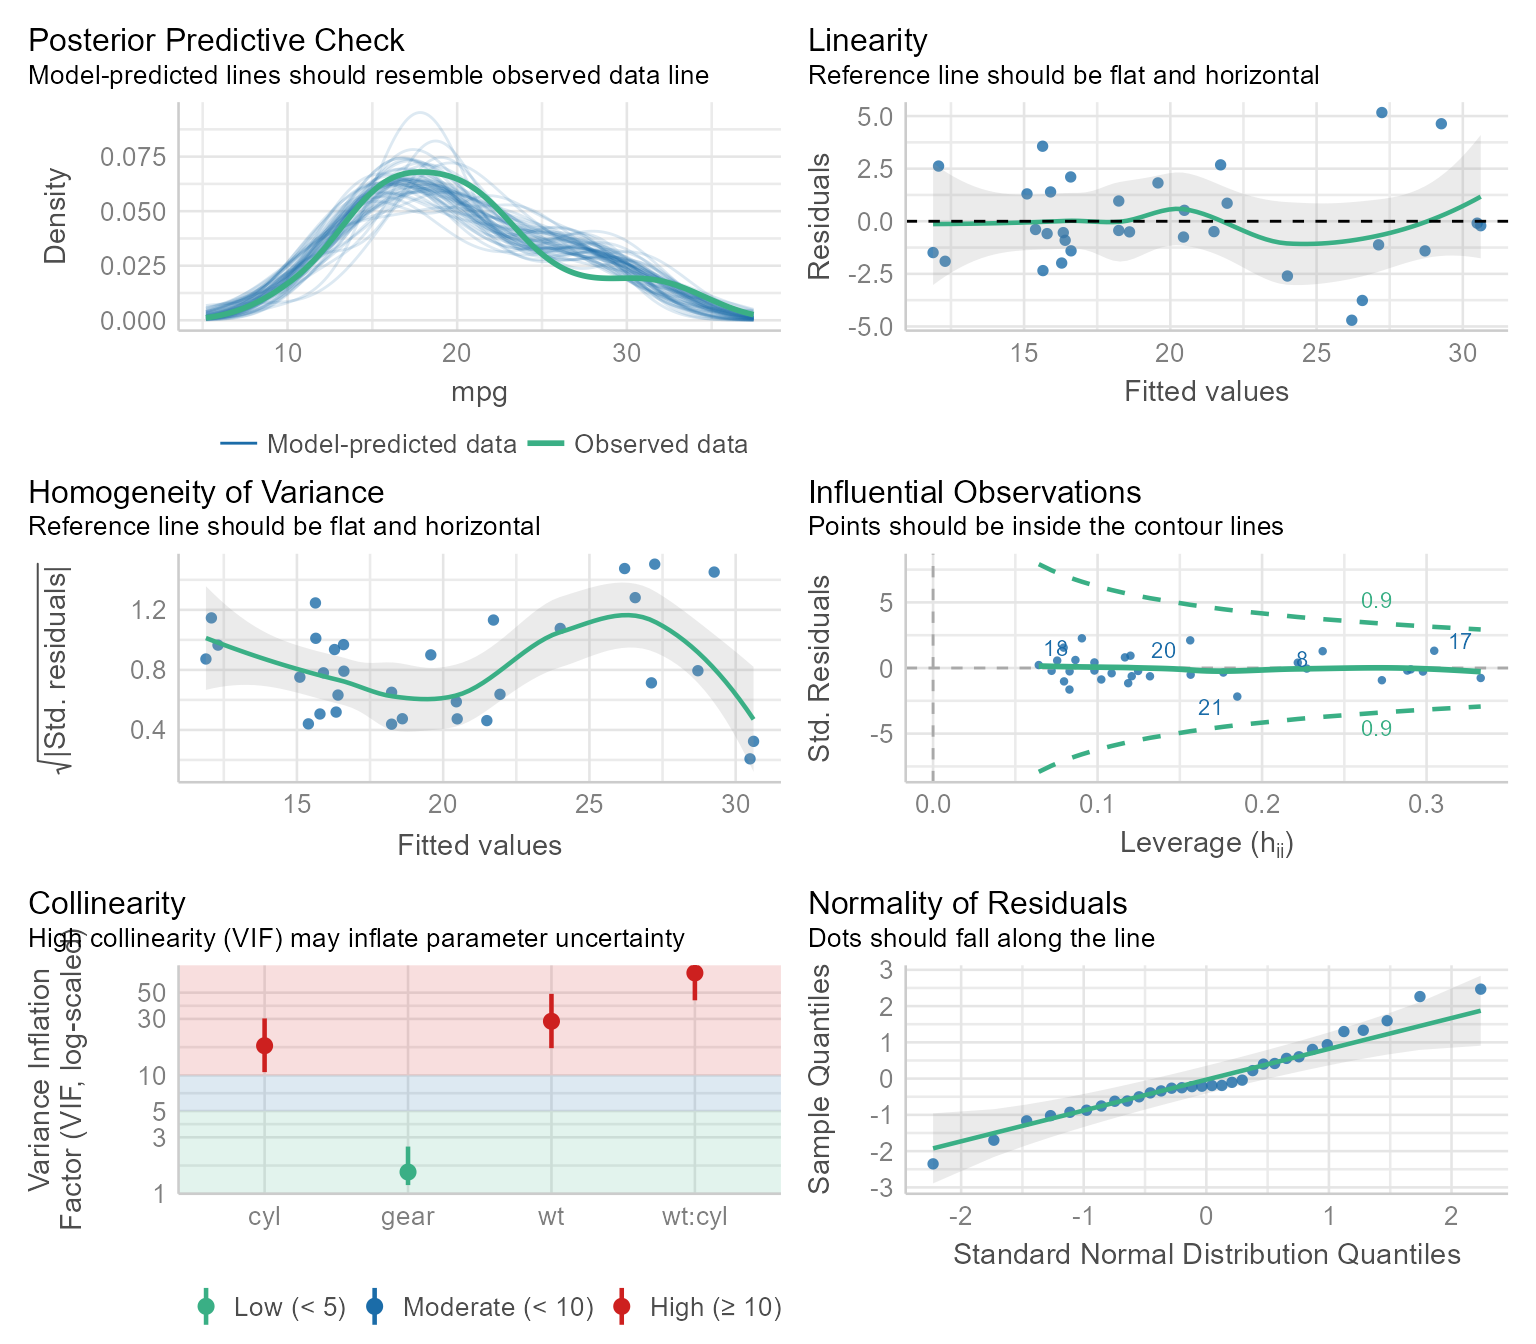 Posterior Predictive Check
Model-predicted lines should resemble observed data line
Density
0.075
0.050
0.025
0.000
10
20
30
mpg
Model-predicted data
Observed data
Linearity
Reference line should be flat and horizontal
Residuals
5.0
2.5
0.0
-2.5
-5.0
15
20
25
30
Fitted values
Homogeneity of Variance
Reference line should be flat and horizontal
√|Std. residuals|
1.2
0.8
0.4
15
20
25
30
Fitted values
Influential Observations
Points should be inside the contour lines
Std. Residuals
5
0
-5
0.9
18
20
8
17
21
0.9
0.0
0.1
0.2
0.3
Leverage (hii)
Collinearity
High collinearity (VIF) may inflate parameter uncertainty
Variance Inflation
Factor (VIF, log-scaled)
50
30
10
5
3
1
cyl
gear
wt
wt:cyl
Low (< 5)
Moderate (< 10)
High (≥ 10)
Normality of Residuals
Dots should fall along the line
Sample Quantiles
3
2
1
0
-1
-2
-3
-2
-1
0
1
2
Standard Normal Distribution Quantiles